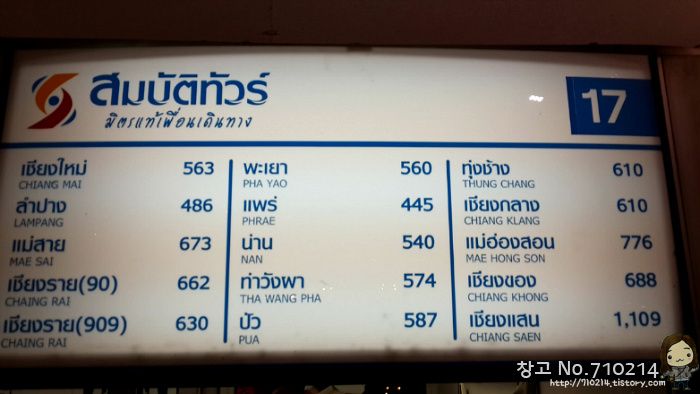 สมบัติทัวร์
มิตรแท้เพื่อนเดินทาง
17
เชียงใหม่ 563
CHIANG MAI
ลำปาง 486
LAMPANG
แม่สาย 673
MAE SAI
เชียงราย(90) 662
CHAING RAI
เชียงราย(909) 630
CHAING RAI
พะเยา 560
PHA YAO
แพร่ 445
PHRAE
น่าน 540
NAN
ท่าวังผา 574
THA WANG PHA
ปัว 587
PUA
ทุ่งช้าง 610
THUNG CHANG
เชียงกลาง 610
CHIANG KLANG
แม่ฮ่องสอน 776
MAE HONG SON
เชียงของ 688
CHIANG KHONG
เชียงแสน 1,109
CHIANG SAEN
창고 No.710214
http://710214.tistory.com/